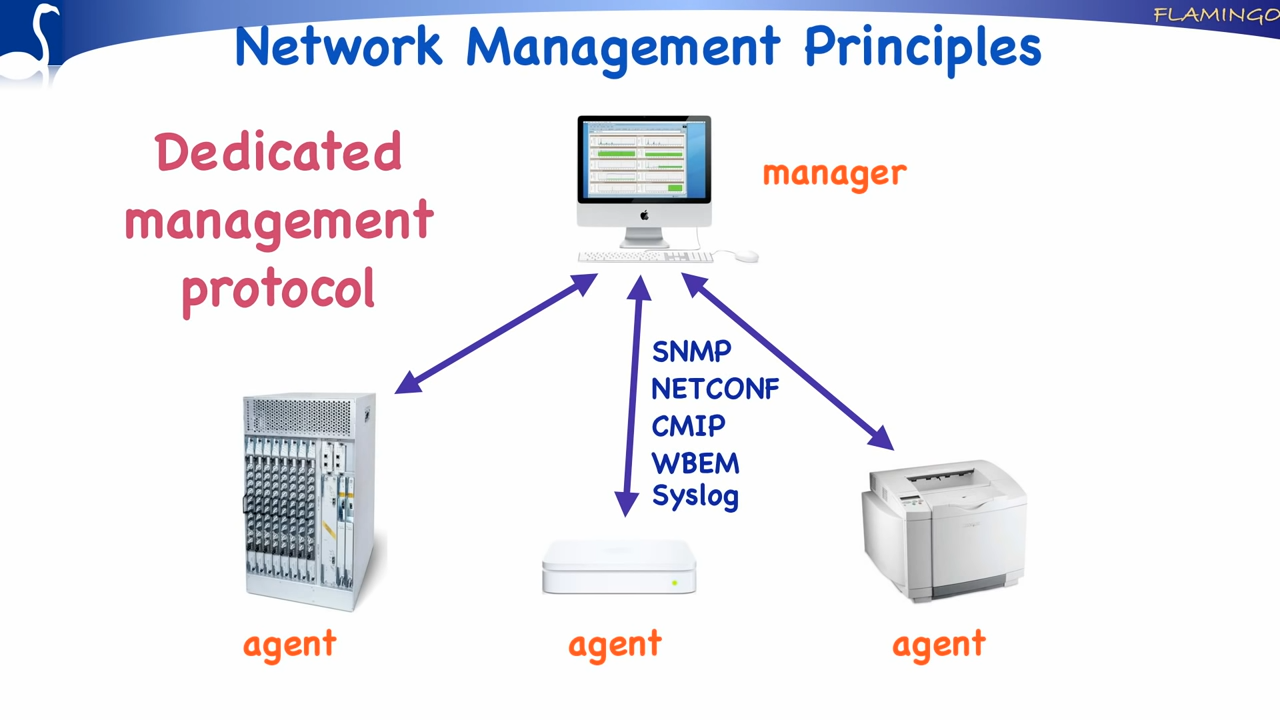 FLAMINGO
Network Management Principles
Dedicated
management
protocol
manager
SNMP
NETCONF
CMIP
WBEM
Syslog
agent
agent
agent